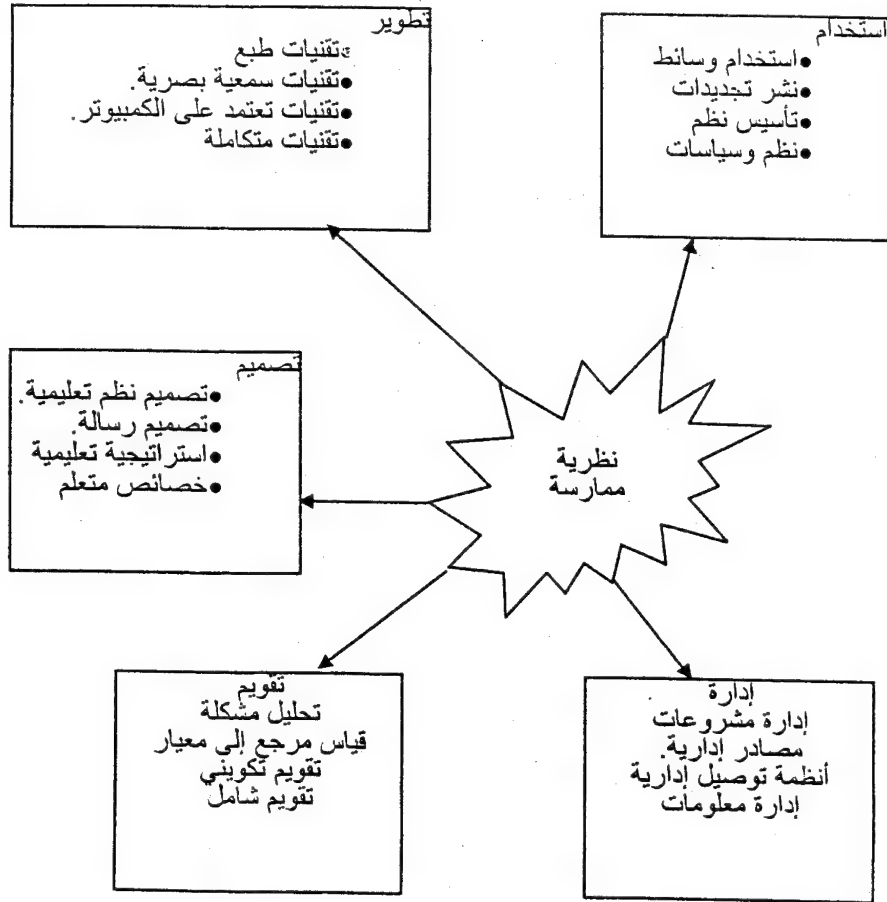 استخدام
●استخدام وسائط
●نشر تجديدات
●تأسيس نظم
●نظم وسياسات
تطوير
●تقنيات طبع
●تقنيات سمعية بصرية.
●تقنيات تعتمد على الكمبيوتر.
●تقنيات متكاملة
تصميم
●تصميم نظم تعليمية.
●تصميم رسالة.
●استراتيجية تعليمية
●خصائص متعلم
نظرية
ممارسة
إدارة
إدارة مشروعات
مصادر إدارية.
أنظمة توصيل إدارية
إدارة معلومات
تقويم
تحليل مشكلة
قياس مرجع إلى معيار
تقويم تكويني
تقويم شامل